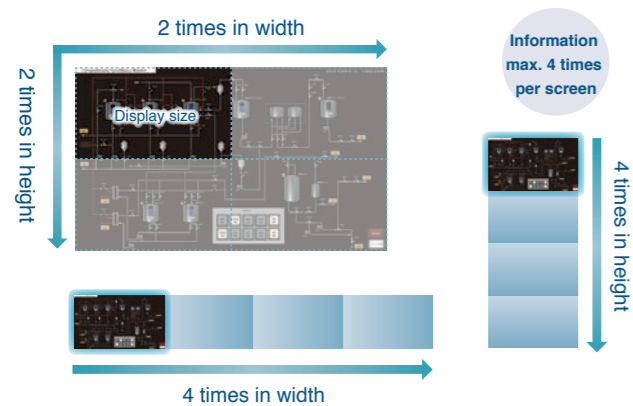 2 times in width
Information
max. 4 times
per screen
2 times in height
Display size
4 times in height
4 times in width